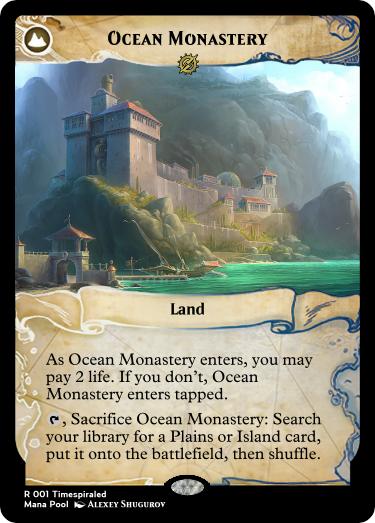 Ocean Monastery
Land
As Ocean Monastery enters, you may
pay 2 life. If you don't, Ocean
Monastery enters tapped.
, Sacrifice Ocean Monastery: Search
your library for a Plains or Island card,
put it onto the battlefield, then shuffle.
R 001 Timespiraled
Mana Pool Alexey Shugurov